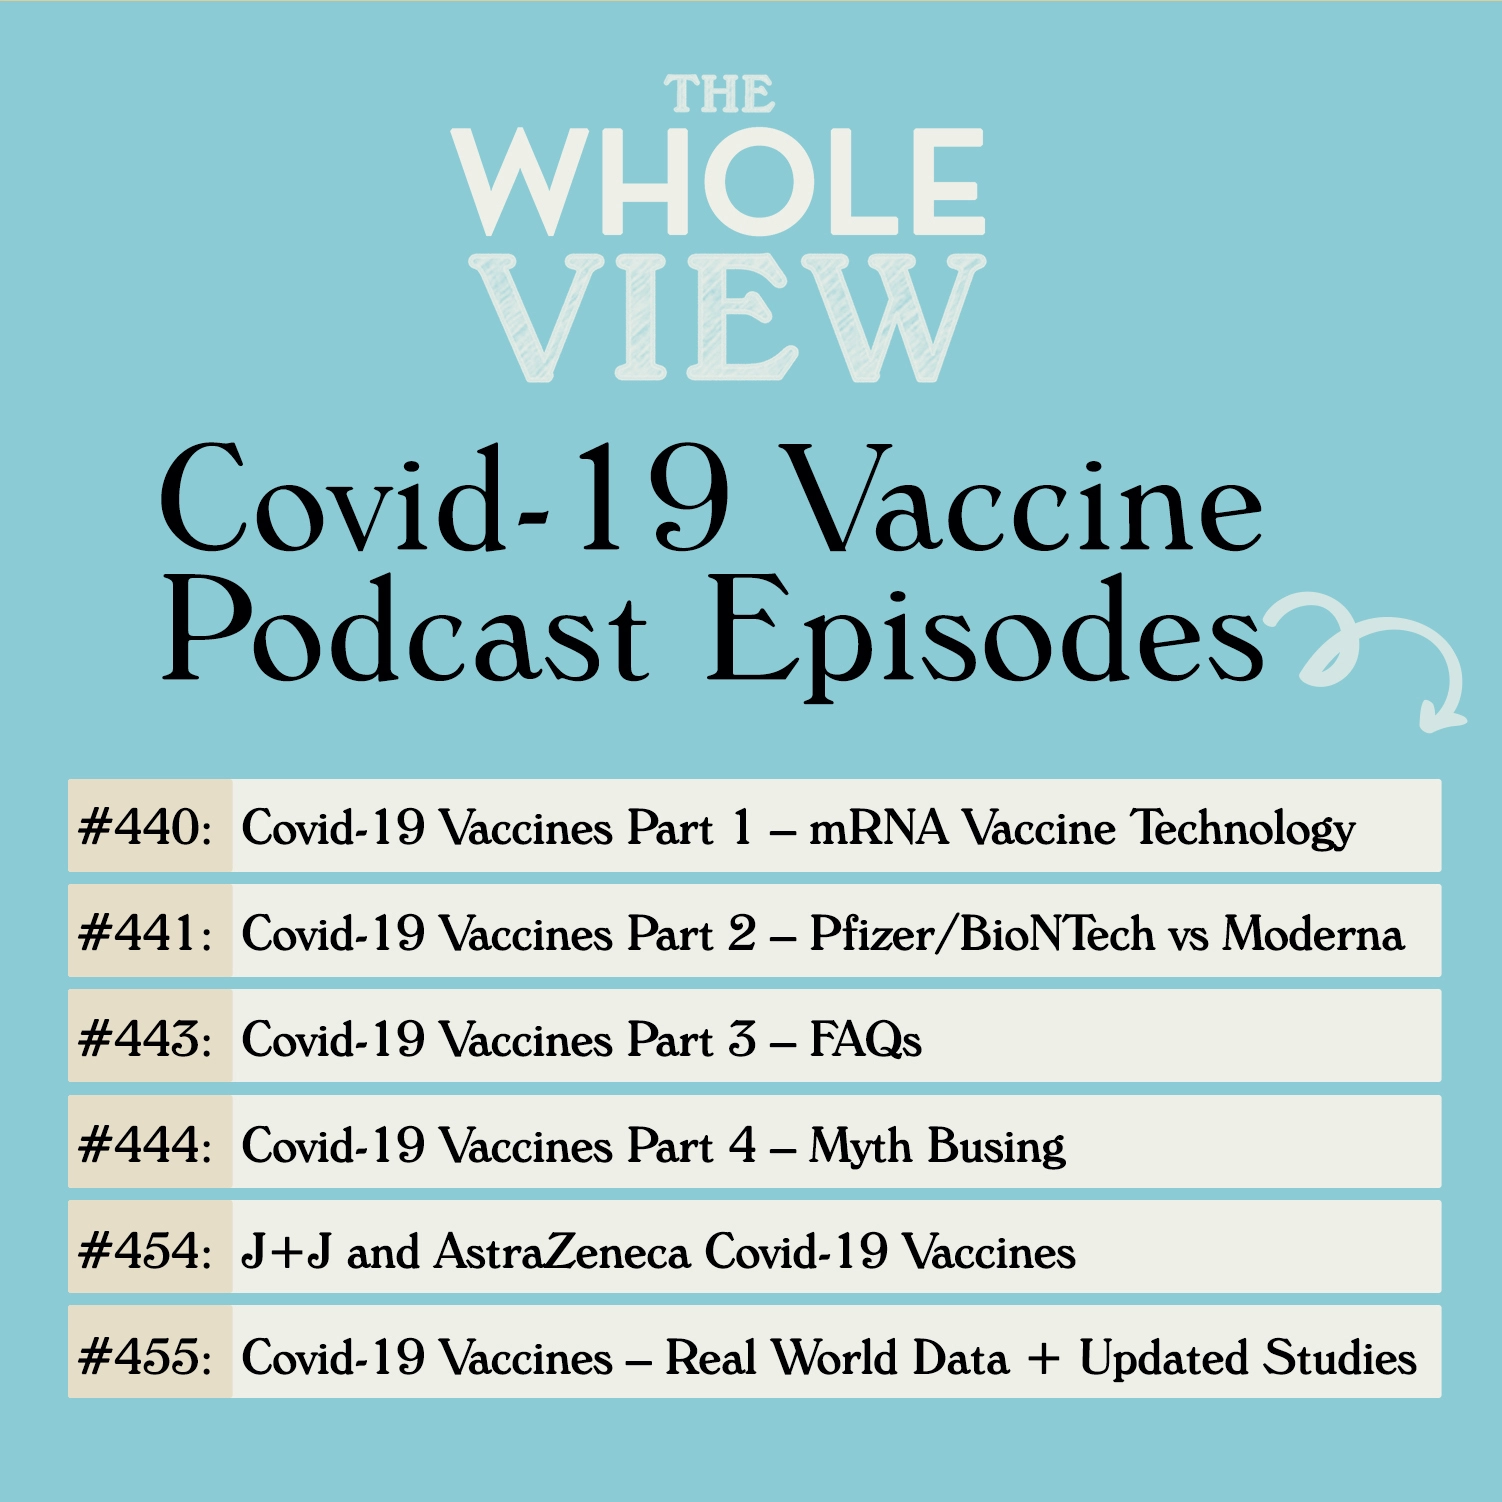 THE
WHOLE
VIEW
Covid-19 Vaccine
Podcast Episodes
#440: Covid-19 Vaccines Part 1 – mRNA Vaccine Technology
#441: Covid-19 Vaccines Part 2 – Pfizer/BioNTech vs Moderna
#443: Covid-19 Vaccines Part 3 – FAQs
#444: Covid-19 Vaccines Part 4 – Myth Busing
#454: J+J and AstraZeneca Covid-19 Vaccines
#455: Covid-19 Vaccines – Real World Data + Updated Studies